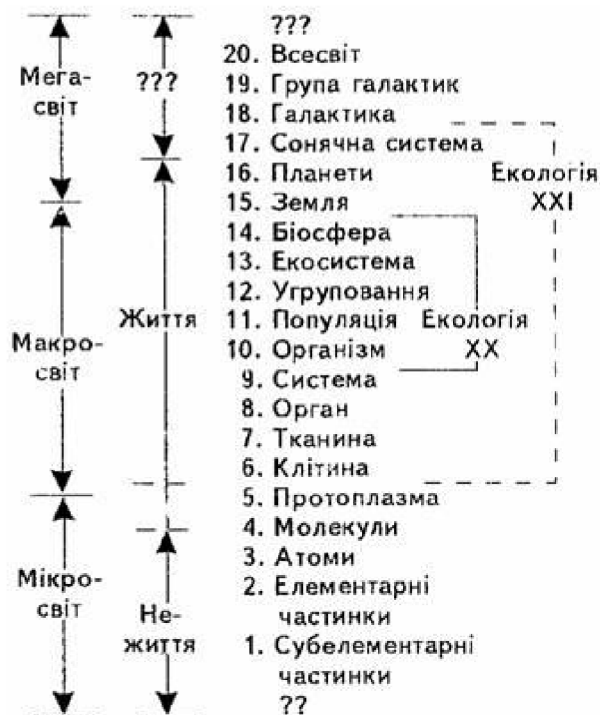 ???
20. Всесвіт
19. Група галактик
18. Галактика
17. Сонячна система
16. Планети
15. Земля
14. Біосфера
13. Екосистема
12. Угруповання
11. Популяція
10. Організм
9. Система
8. Орган
7. Тканина
6. Клітина
5. Протоплазма
4. Молекули
3. Атоми
2. Елементарні
частинки
1. Субелементарні
частинки
??
Мега-
світ
Макро-
світ
Мікро-
світ
???
Життя
Не-
життя
Екологія
XX
Екологія
XXI